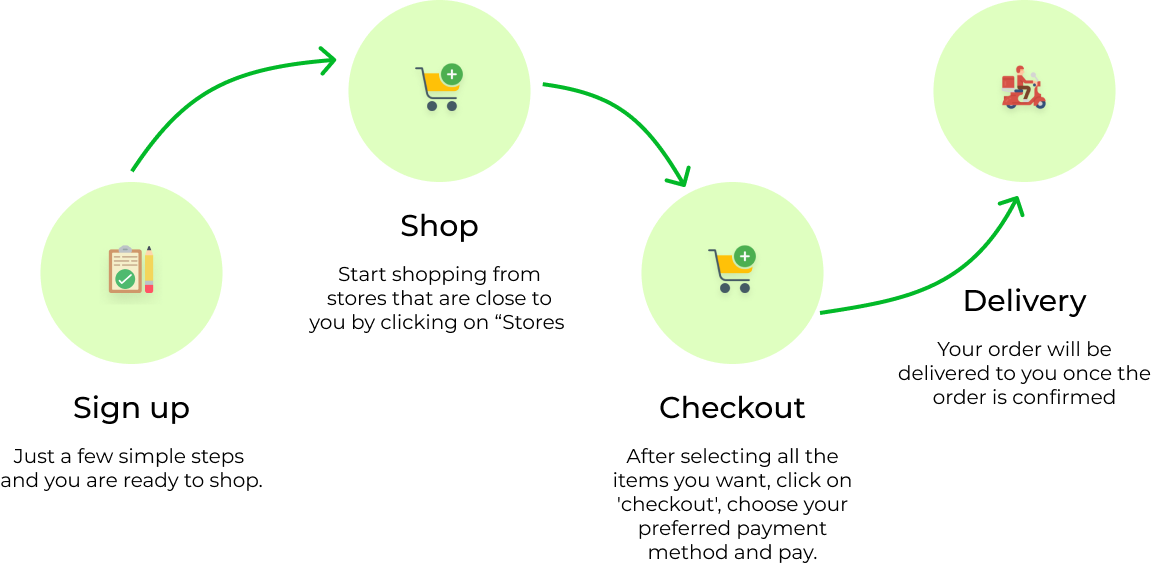 Sign up
Just a few simple steps
and you are ready to shop.
Shop
Start shopping from
stores that are close to
you by clicking on “Stores
Checkout
After selecting all the
items you want, click on
'checkout', choose your
preferred payment
method and pay.
Delivery
Your order will be
delivered to you once the
order is confirmed